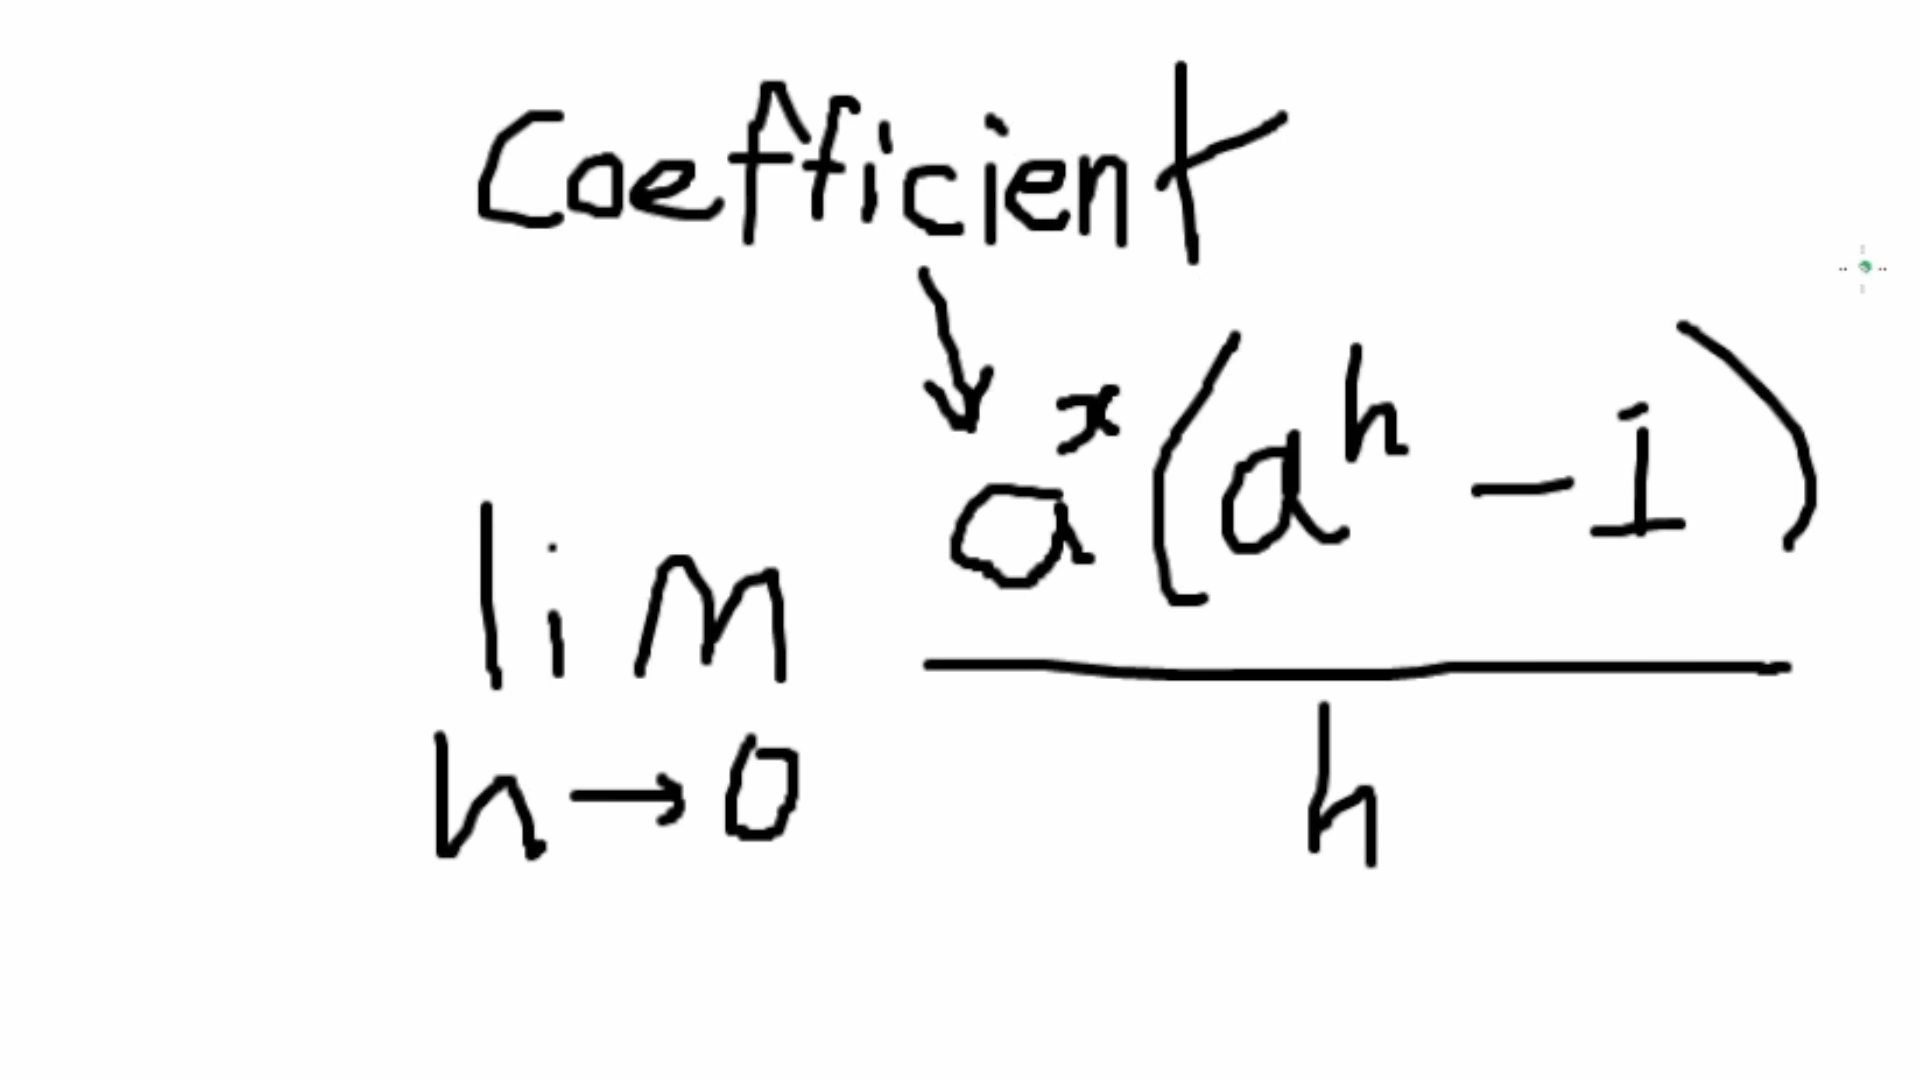 Coefficient
lim a^x(a^h - 1)
h→0 h